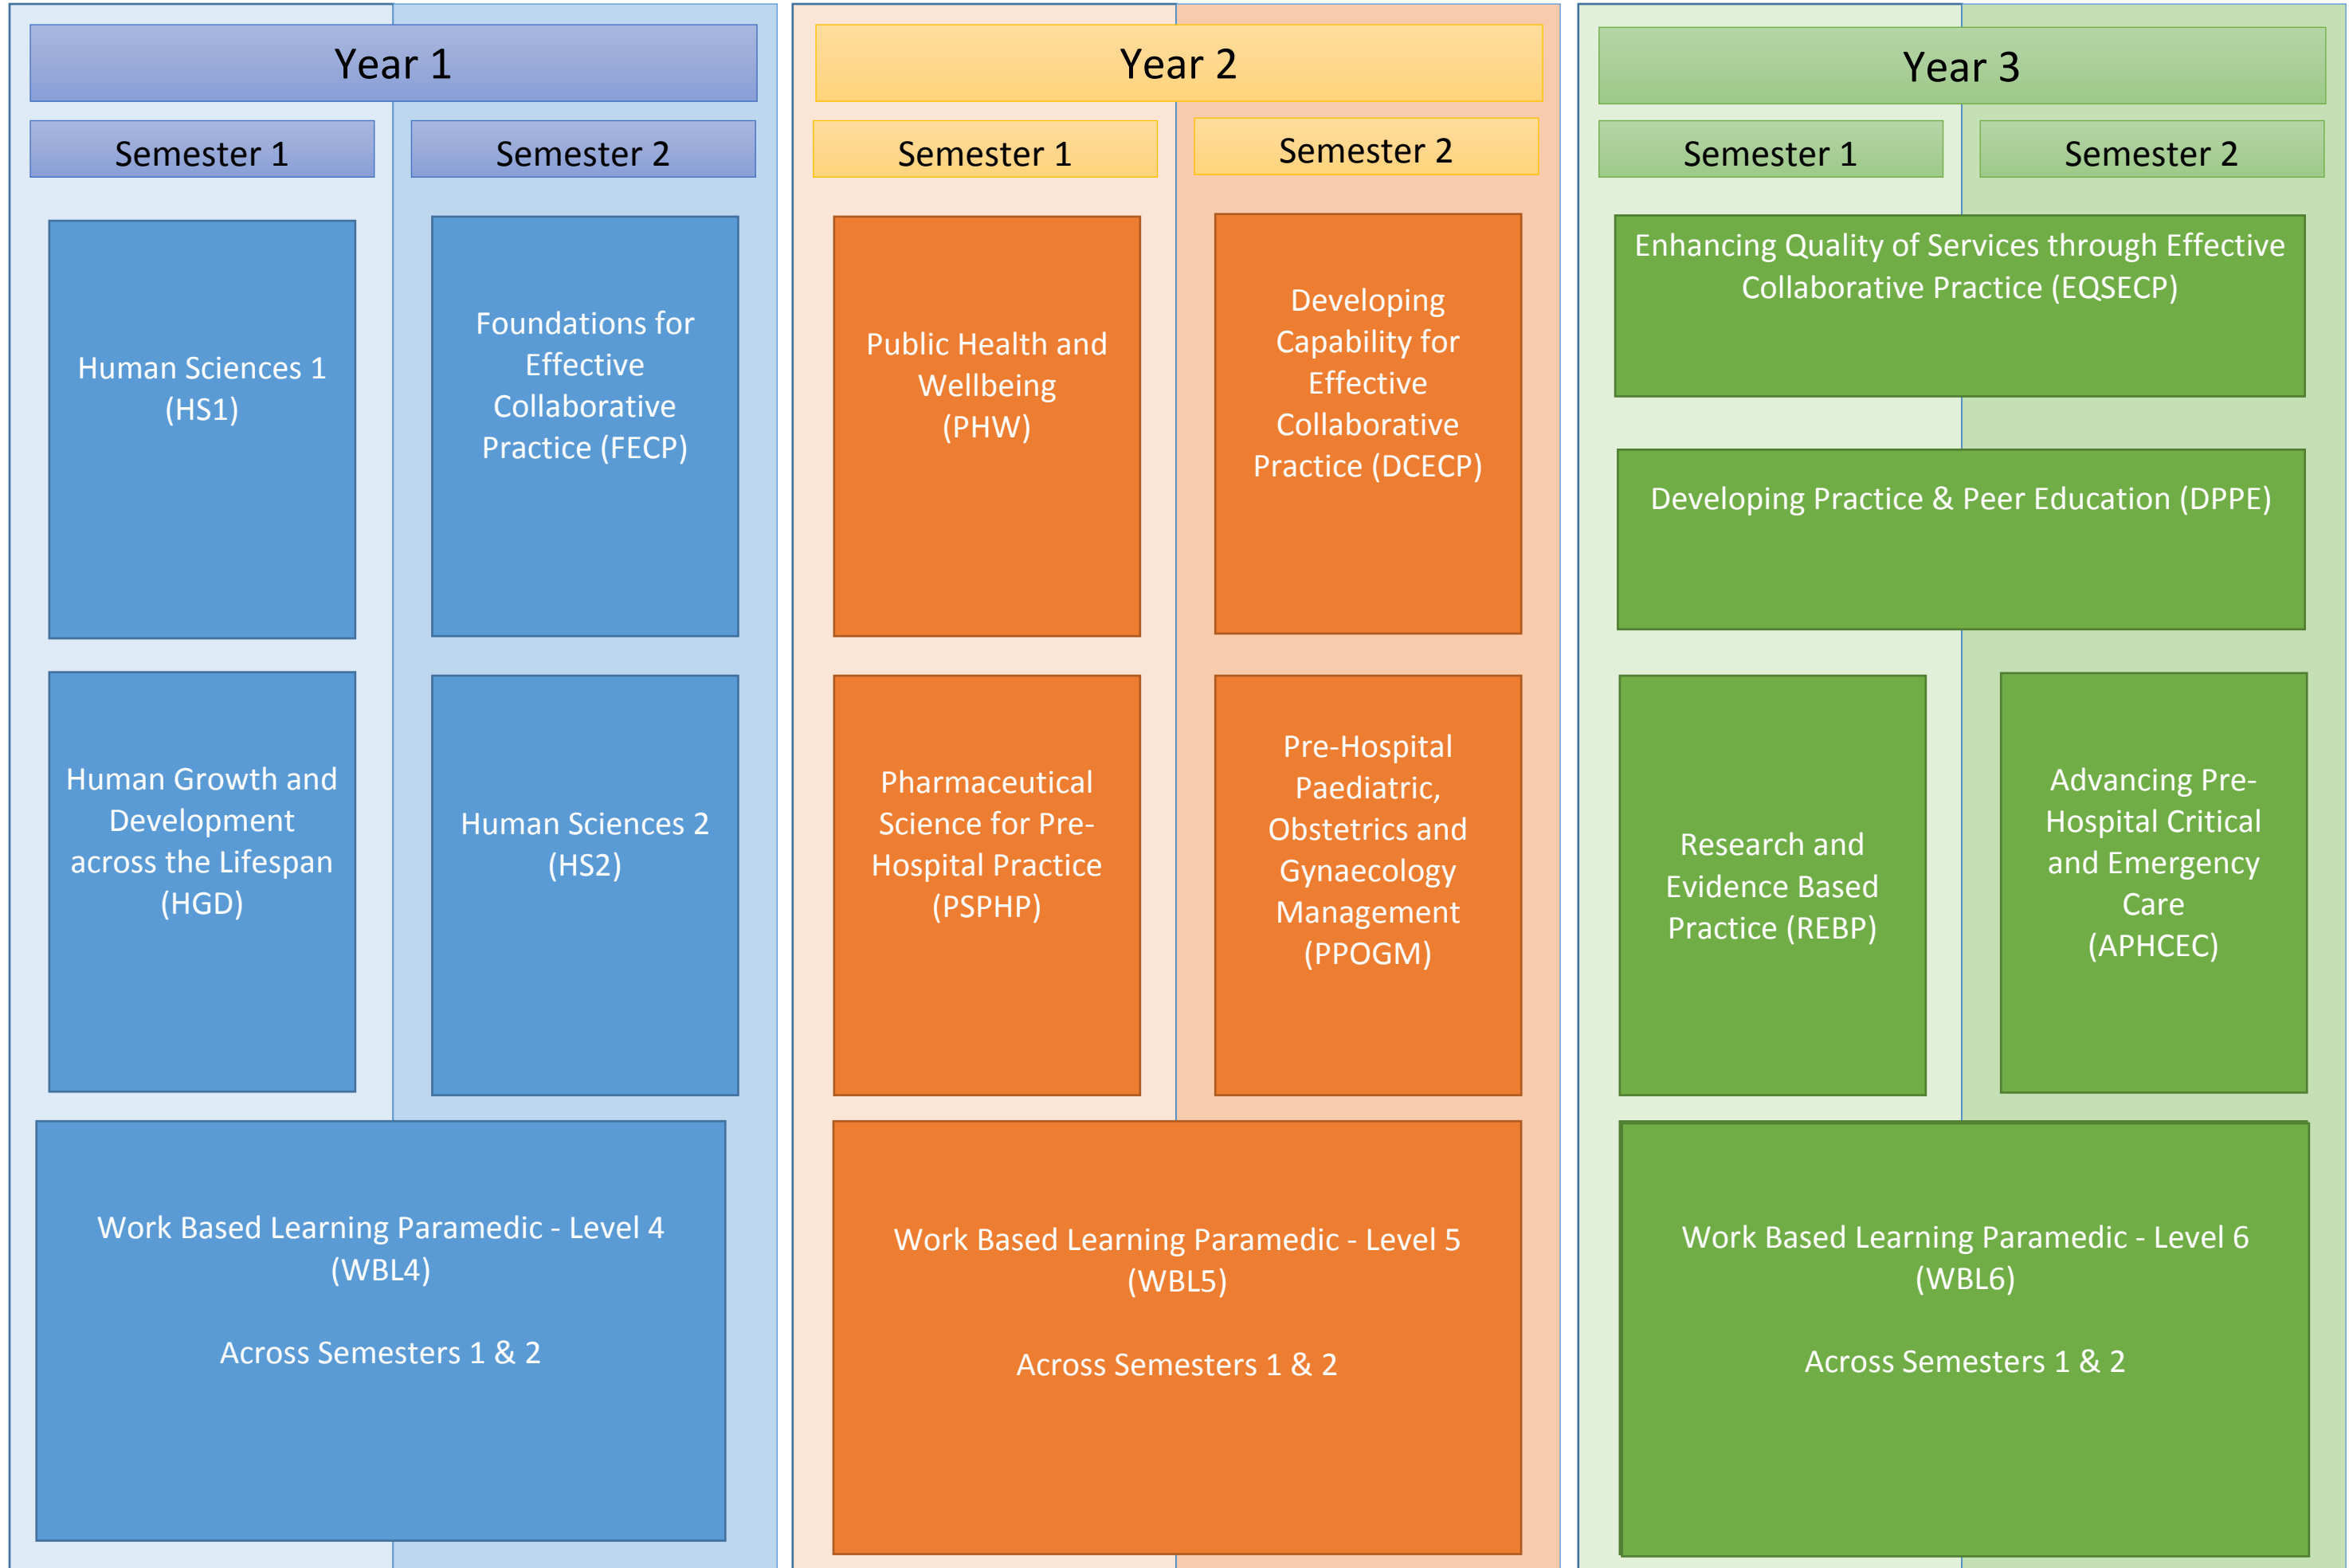 Year 1
Semester 1
Semester 2
Human Sciences 1
(HS1)
Foundations for
Effective
Collaborative
Practice (FECP)
Human Growth and
Development
across the Lifespan
(HGD)
Human Sciences 2
(HS2)
Work Based Learning Paramedic - Level 4
(WBL4)
Across Semesters 1 & 2
Year 2
Semester 1
Semester 2
Public Health and
Wellbeing
(PHW)
Developing
Capability for
Effective
Collaborative
Practice (DCECP)
Pharmaceutical
Science for Pre-
Hospital Practice
(PSPHP)
Pre-Hospital
Paediatric,
Obstetrics and
Gynaecology
Management
(PPOGM)
Work Based Learning Paramedic - Level 5
(WBL5)
Across Semesters 1 & 2
Year 3
Semester 1
Semester 2
Enhancing Quality of Services through Effective
Collaborative Practice (EQSECP)
Developing Practice & Peer Education (DPPE)
Research and
Evidence Based
Practice (REBP)
Advancing Pre-
Hospital Critical
and Emergency
Care
(APHCEC)
Work Based Learning Paramedic - Level 6
(WBL6)
Across Semesters 1 & 2